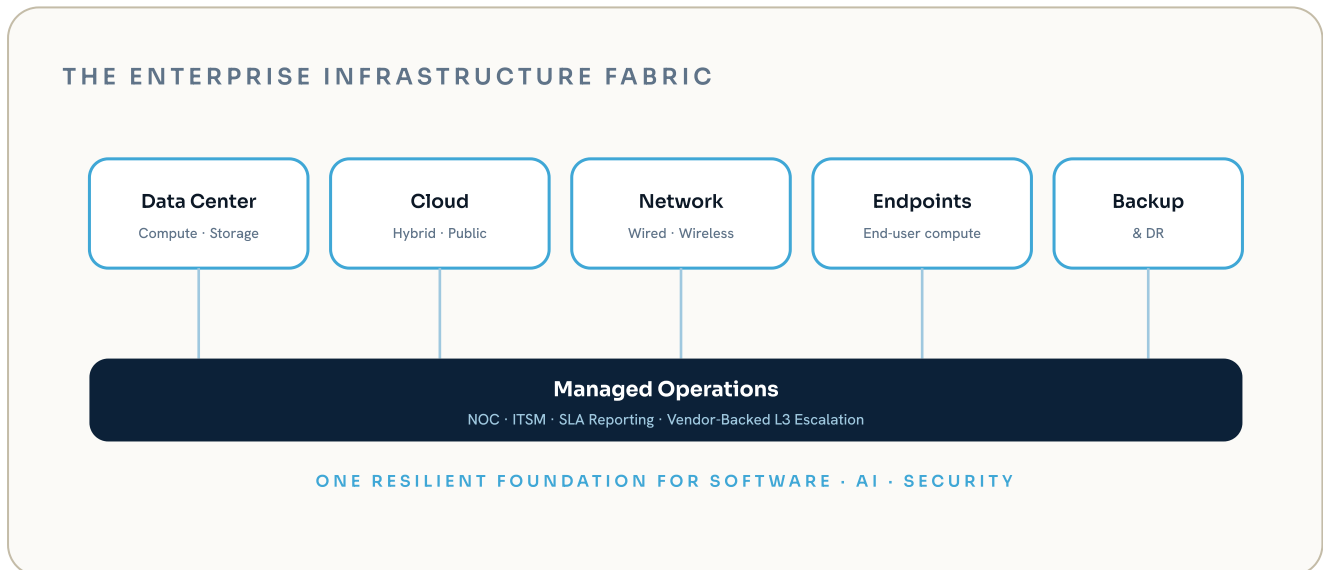 THE ENTERPRISE INFRASTRUCTURE FABRIC
Data Center
Compute · Storage
Cloud
Hybrid · Public
Network
Wired · Wireless
Endpoints
End-user compute
Backup
& DR
Managed Operations
NOC · ITSM · SLA Reporting · Vendor-Backed L3 Escalation
ONE RESILIENT FOUNDATION FOR SOFTWARE · AI · SECURITY